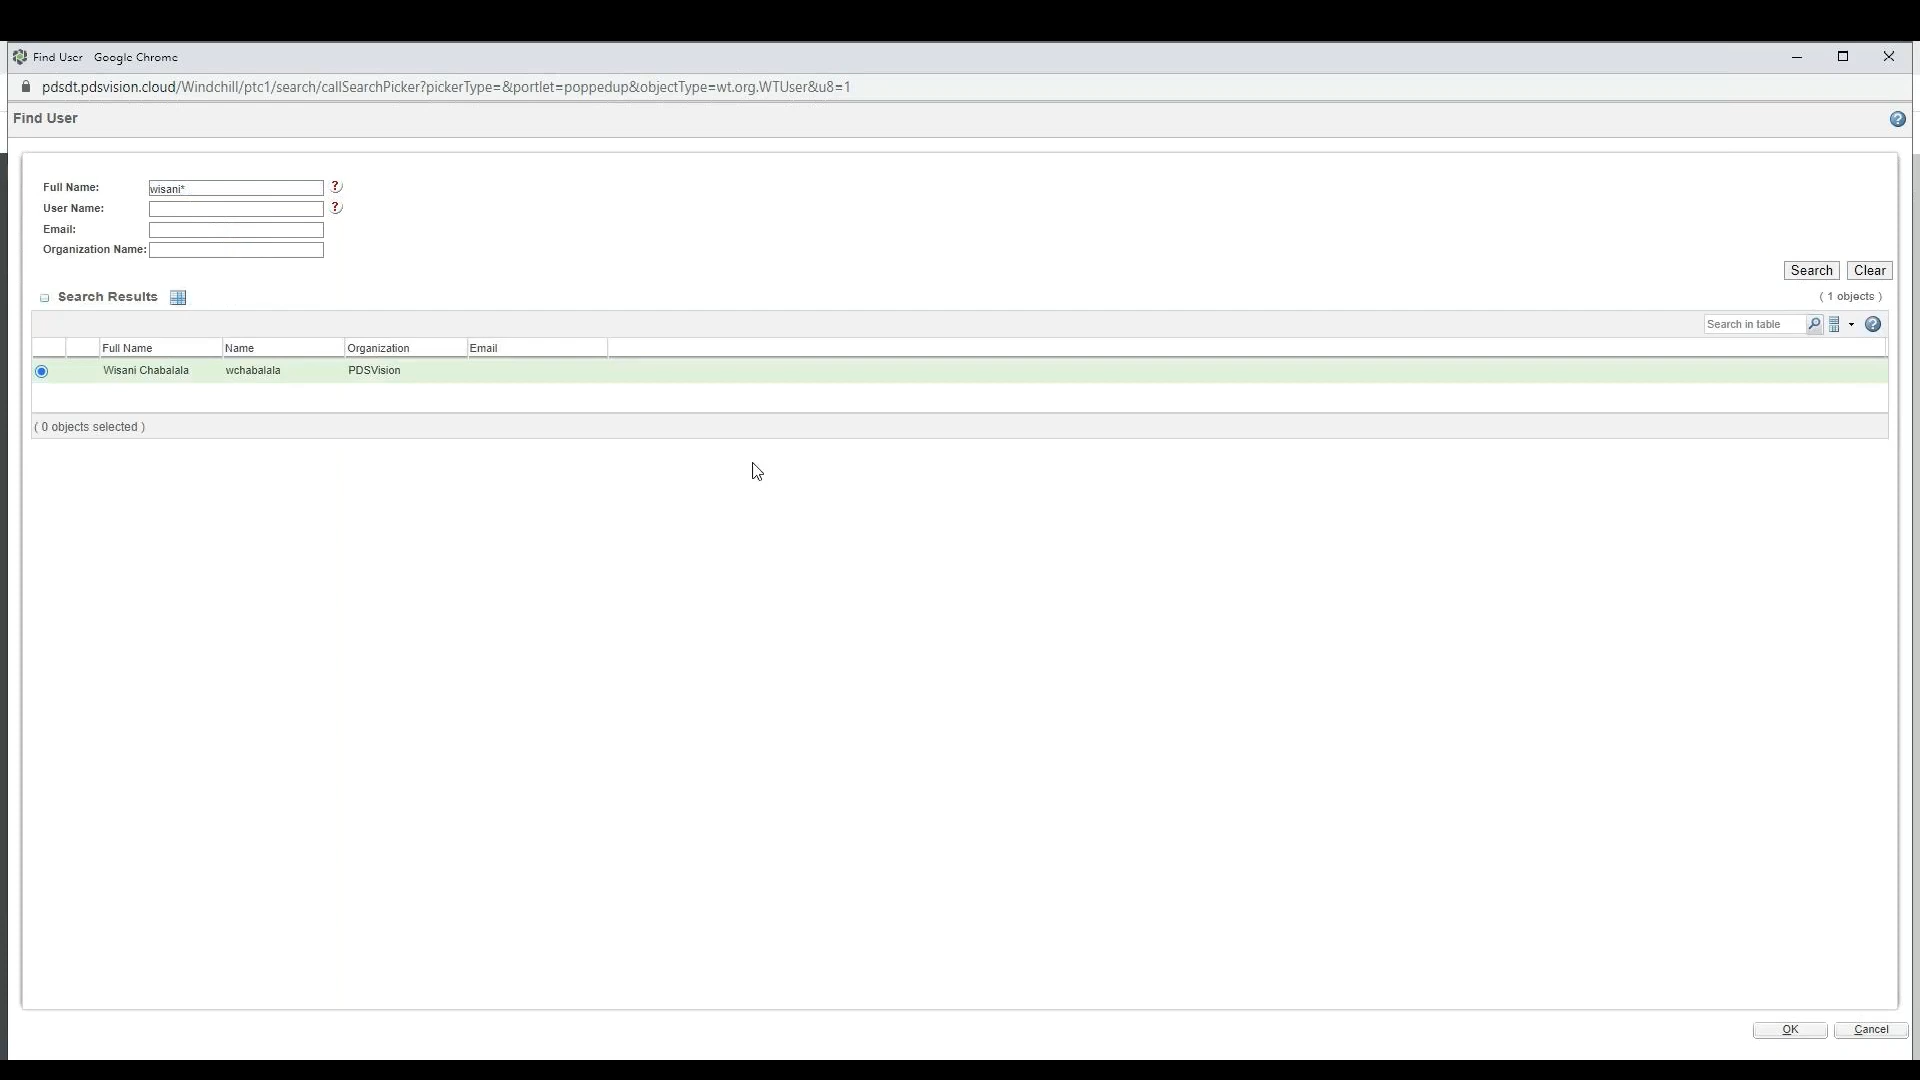 Find User   Google Chrome
pdsdt.pdsvision.cloud/Windchill/ptc1/search/callSearchPicker?pickerType=&portlet=poppedup&objectType=wt.org.WTUser&u8=1
Find User
Full Name: wisani*
User Name:
Email:
Organization Name:
Search Clear
Search Results ( 1 objects )
Search in table
Full Name Name Organization Email
Wisani Chabalala wchabalala PDSVision
( 0 objects selected )
OK Cancel